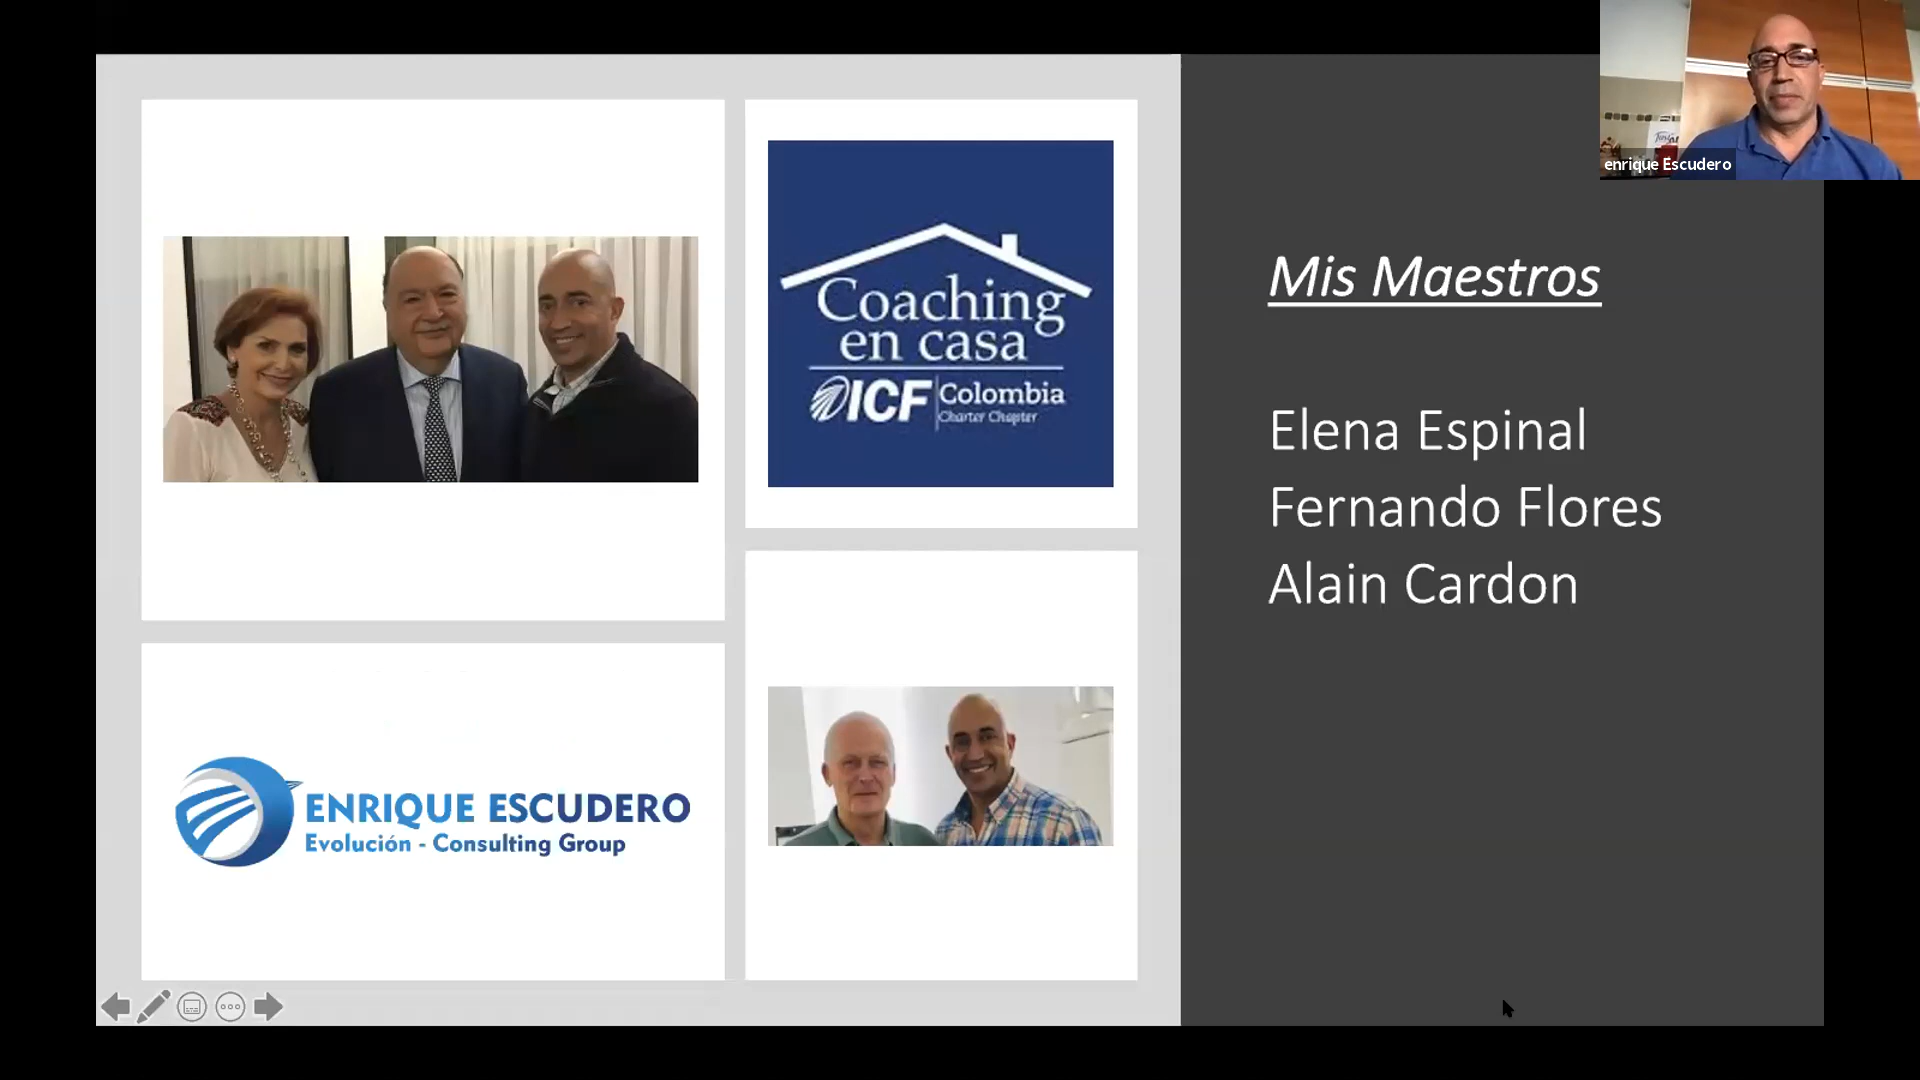 Coaching
en casa
ICF Colombia
Charter Chapter
ENRIQUE ESCUDERO
Evolución - Consulting Group
Mis Maestros
Elena Espinal
Fernando Flores
Alain Cardon
enrique Escudero